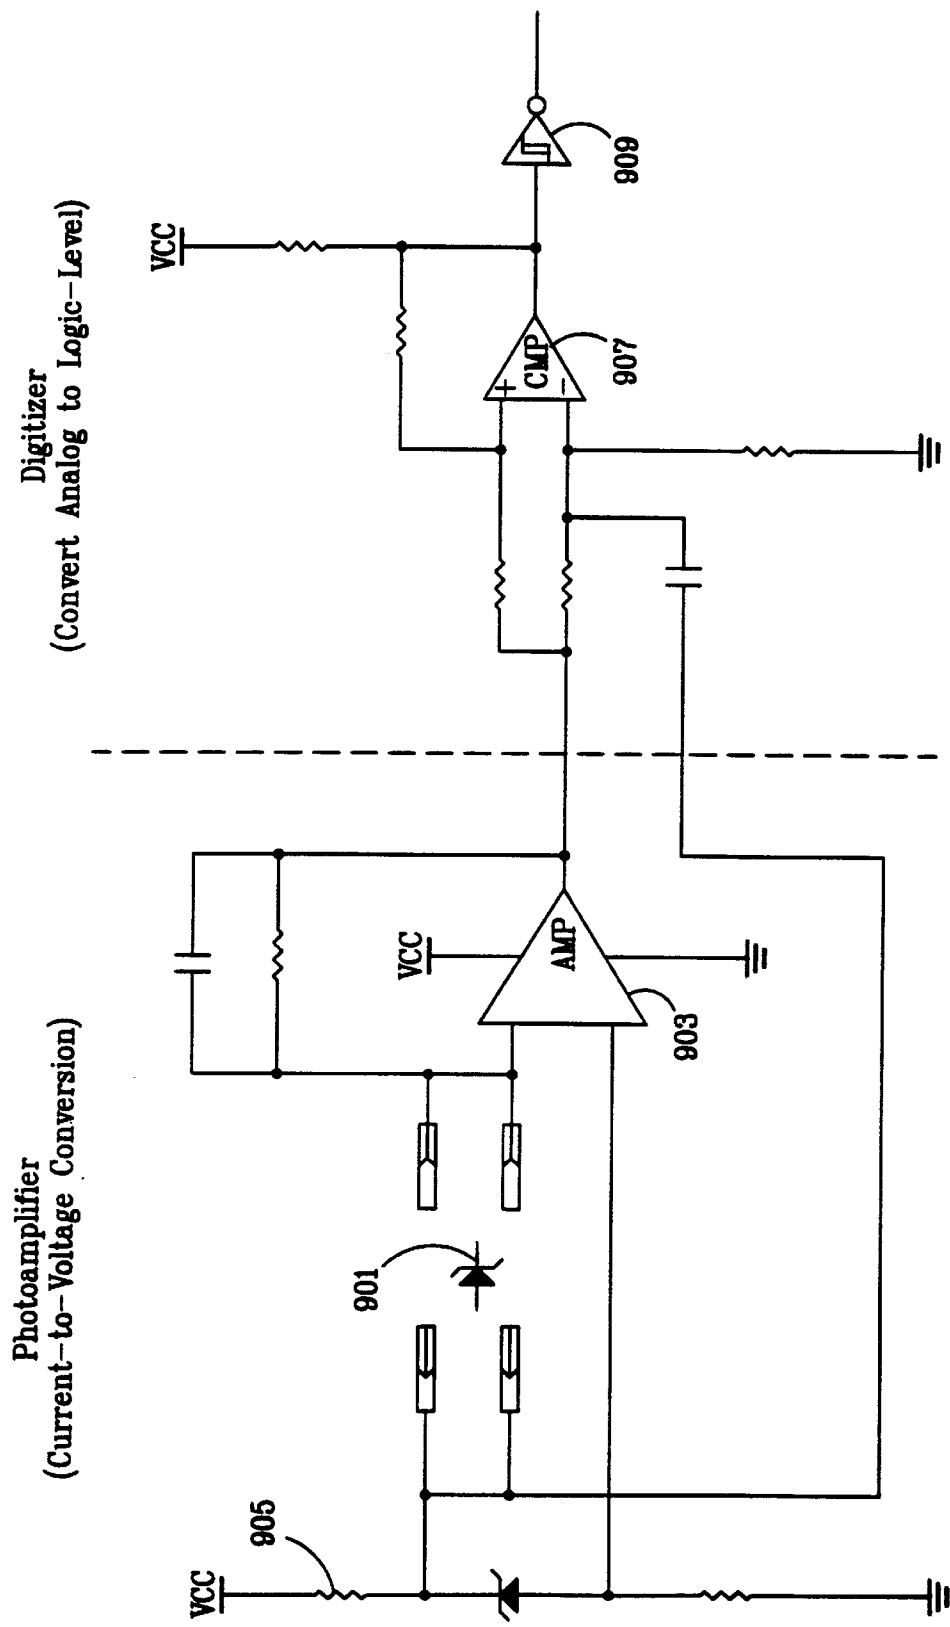 Photoamplifier
(Current-to-Voltage Conversion)
Digitizer
(Convert Analog to Logic-Level)
VCC
905
901
VCC
AMP
903
VCC
+
-
CMP
907
909